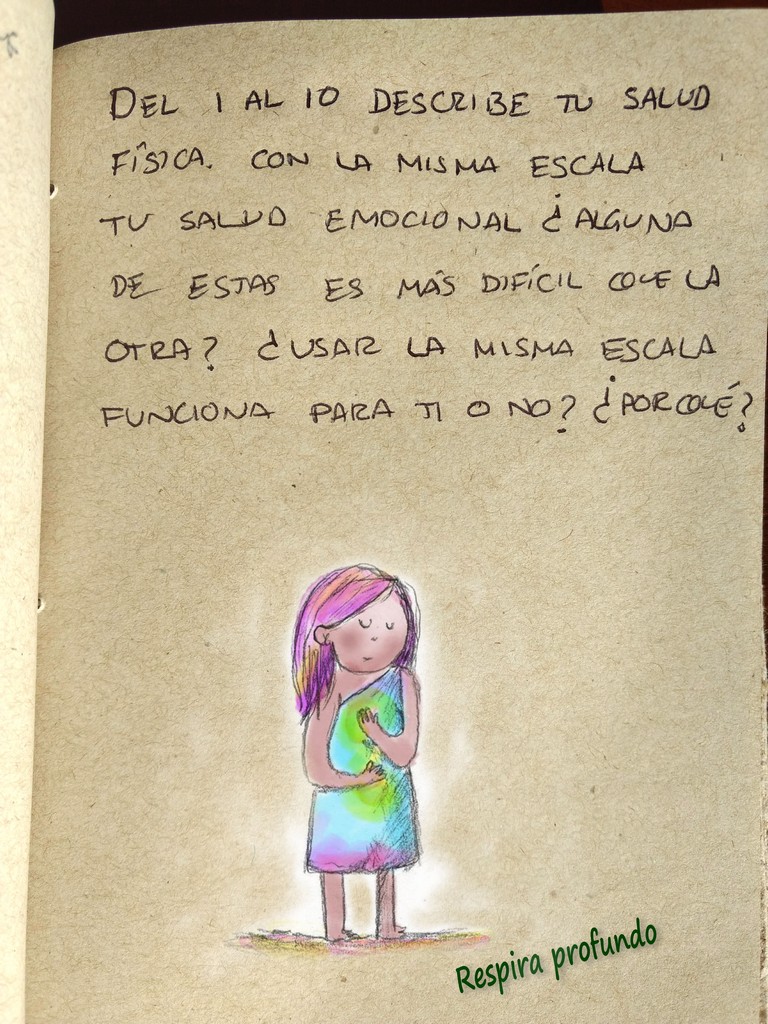 DEL 1 AL 10 DESCRIBE TU SALUD
FÍSICA. CON LA MISMA ESCALA
TU SALUD EMOCIONAL ¿ALGUNA
DE ESTAS ES MÁS DIFÍCIL QUE LA
OTRA? ¿USAR LA MISMA ESCALA
FUNCIONA PARA TI O NO? ¿PORQUÉ?
Respira profundo